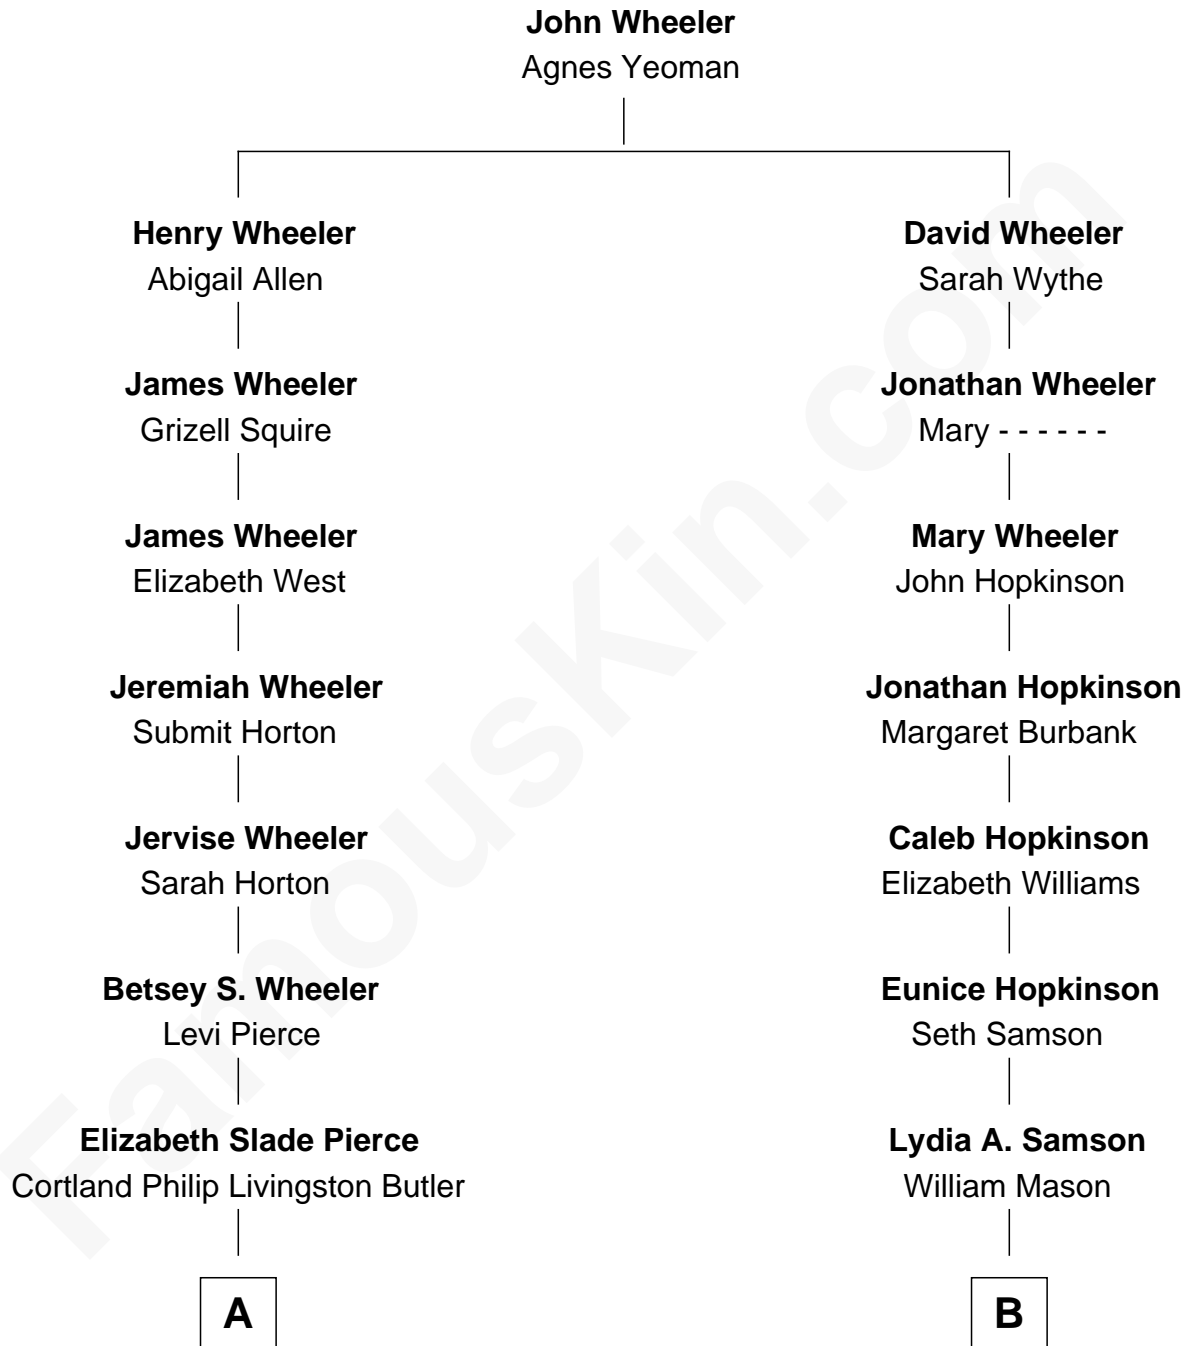 John Wheeler
Agnes Yeoman
Henry Wheeler
Abigail Allen
David Wheeler
Sarah Wythe
James Wheeler
Grizell Squire
Jonathan Wheeler
Mary - - - - - -
James Wheeler
Elizabeth West
Mary Wheeler
John Hopkinson
Jeremiah Wheeler
Submit Horton
Jonathan Hopkinson
Margaret Burbank
Jervise Wheeler
Sarah Horton
Caleb Hopkinson
Elizabeth Williams
Betsey S. Wheeler
Levi Pierce
Eunice Hopkinson
Seth Samson
Elizabeth Slade Pierce
Cortland Philip Livingston Butler
Lydia A. Samson
William Mason
A
B
FamousKin.com